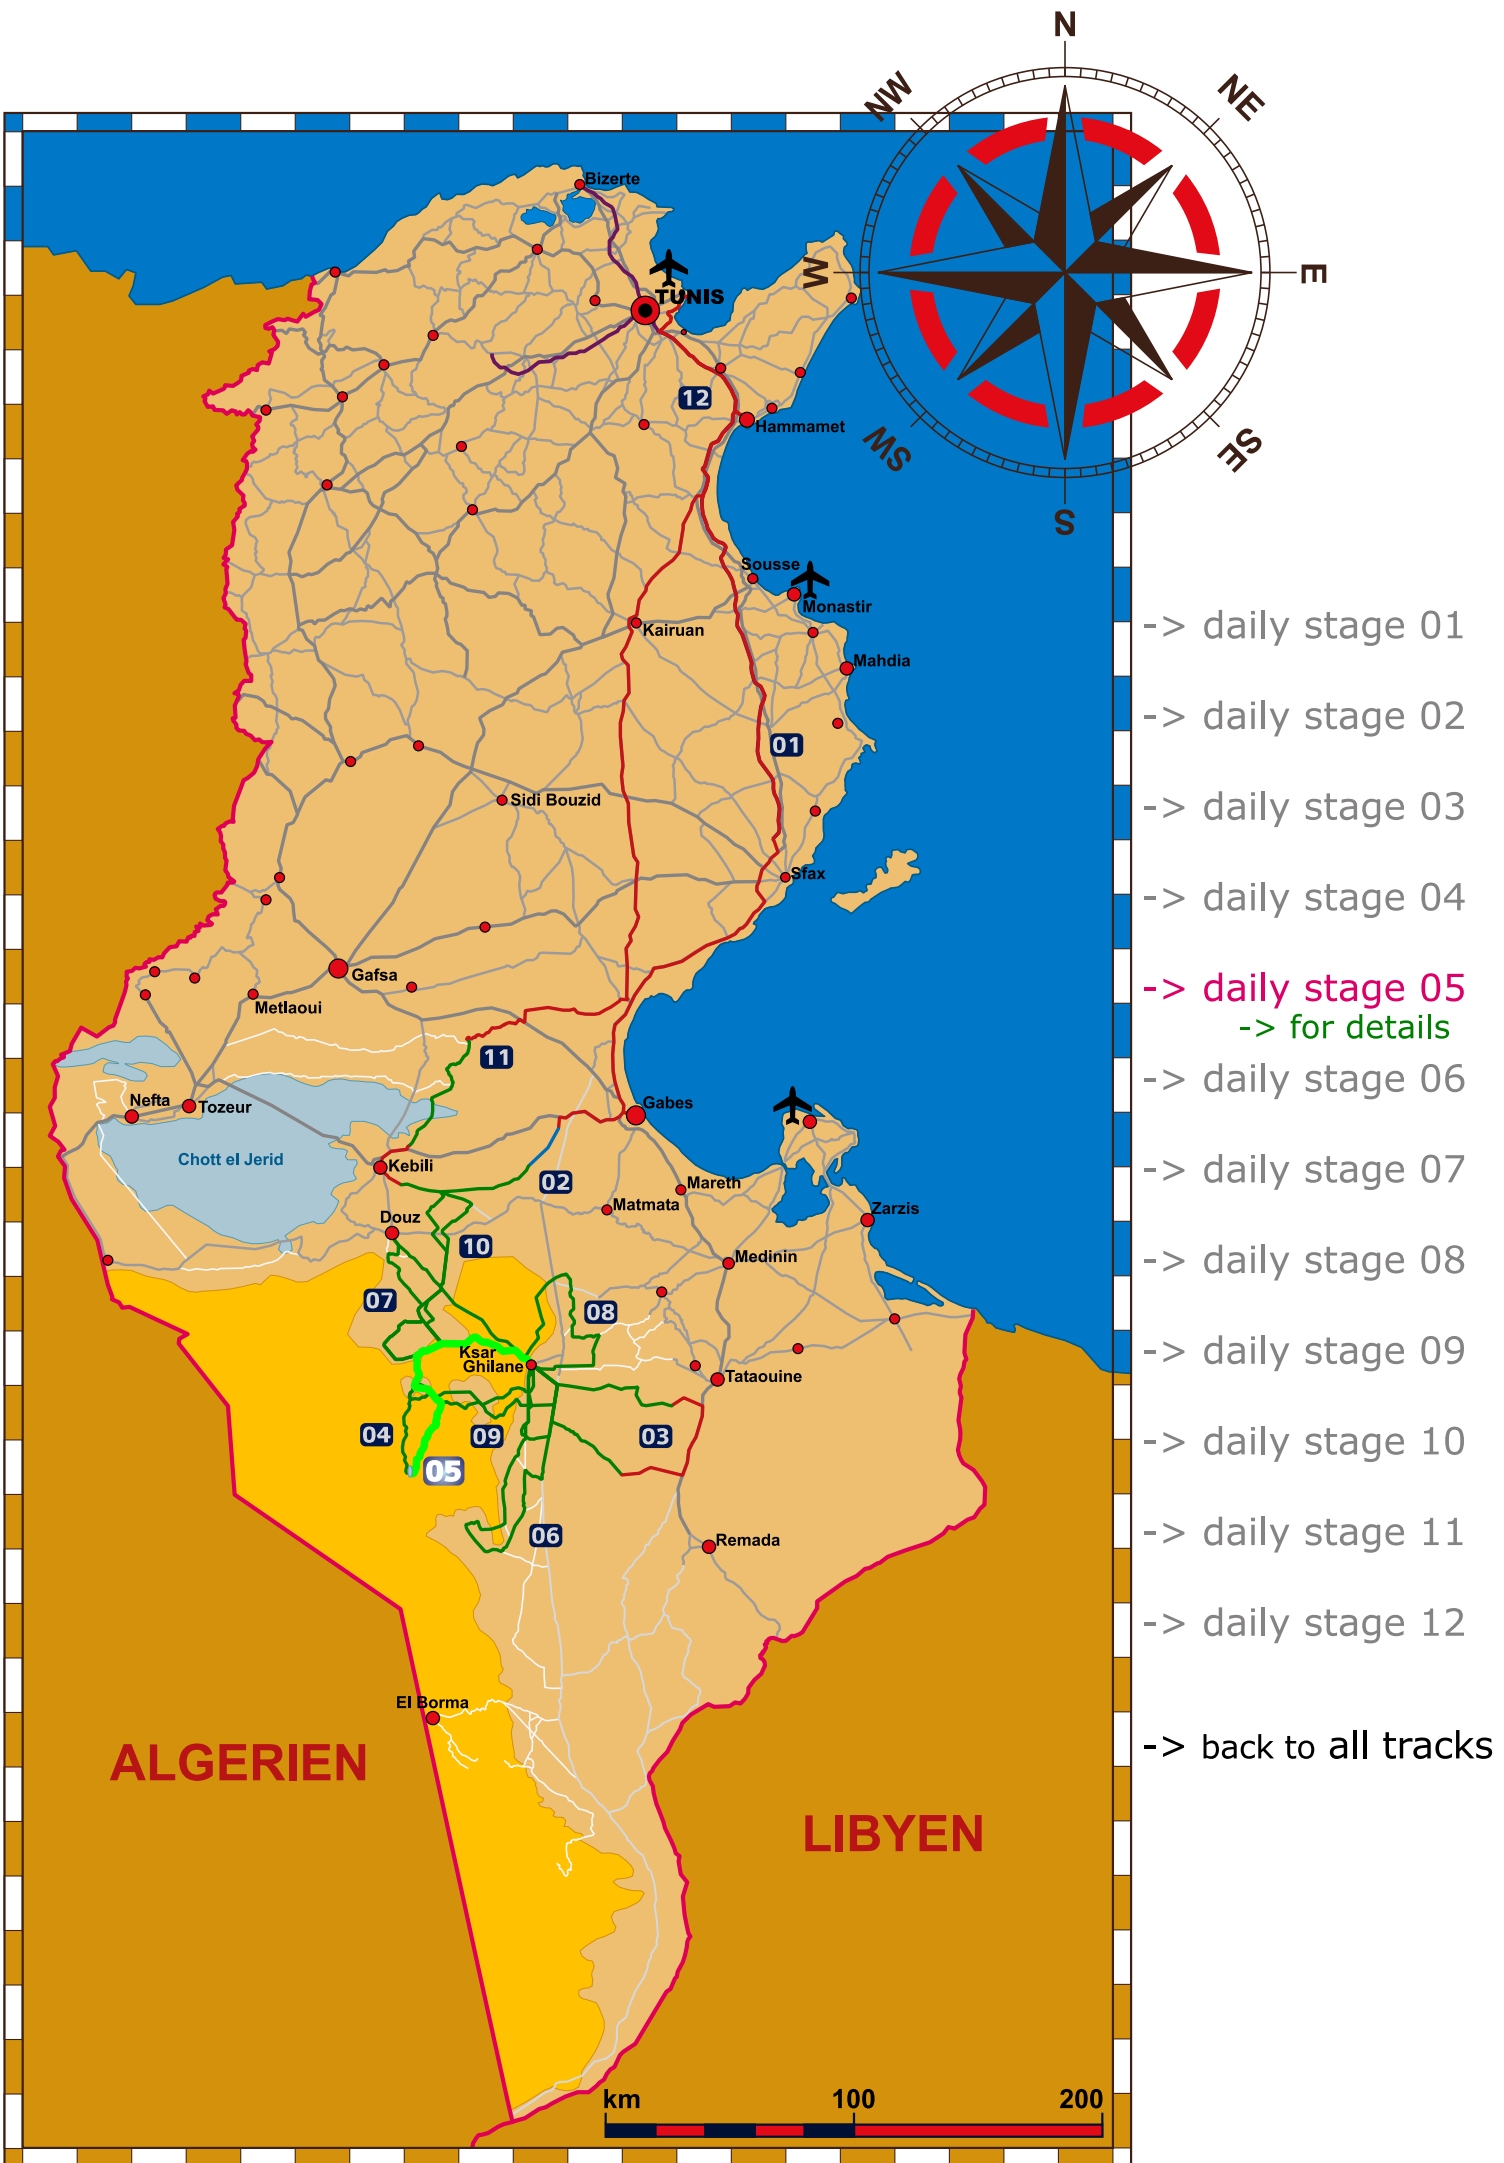 N
NW
NE
W
E
SW
SE
S
Bizerte
TUNIS
12
Hammamet
Sousse
Monastir
Kairuan
Mahdia
01
Sidi Bouzid
Sfax
Gafsa
Metlaoui
11
Nefta
Tozeur
Gabes
Chott el Jerid
Kebili
02
Mareth
Matmata
Douz
Zarzis
10
Medinin
07
08
Ksar
Ghilane
Tataouine
04
09
03
05
06
Remada
El Borma
ALGERIEN
LIBYEN
km
100
200
-> daily stage 01
-> daily stage 02
-> daily stage 03
-> daily stage 04
-> daily stage 05
-> for details
-> daily stage 06
-> daily stage 07
-> daily stage 08
-> daily stage 09
-> daily stage 10
-> daily stage 11
-> daily stage 12
-> back to all tracks